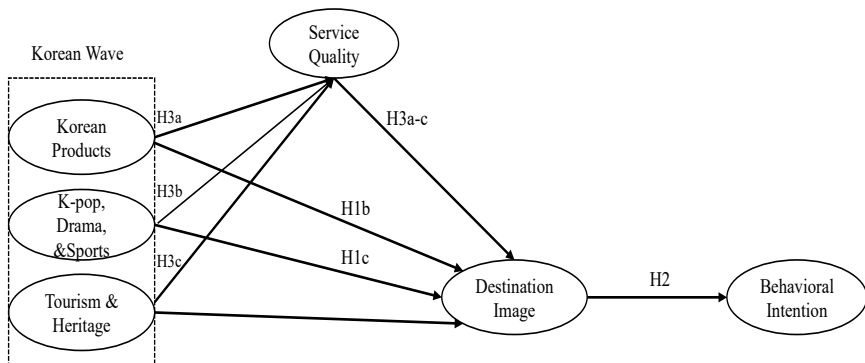 Service
Quality
Korean Wave
H3a
H3a-c
Korean
Products
H3b
K-pop,
Drama,
&Sports
H1b
H1c
H3c
Tourism &
Heritage
Destination
Image
H2
Behavioral
Intention